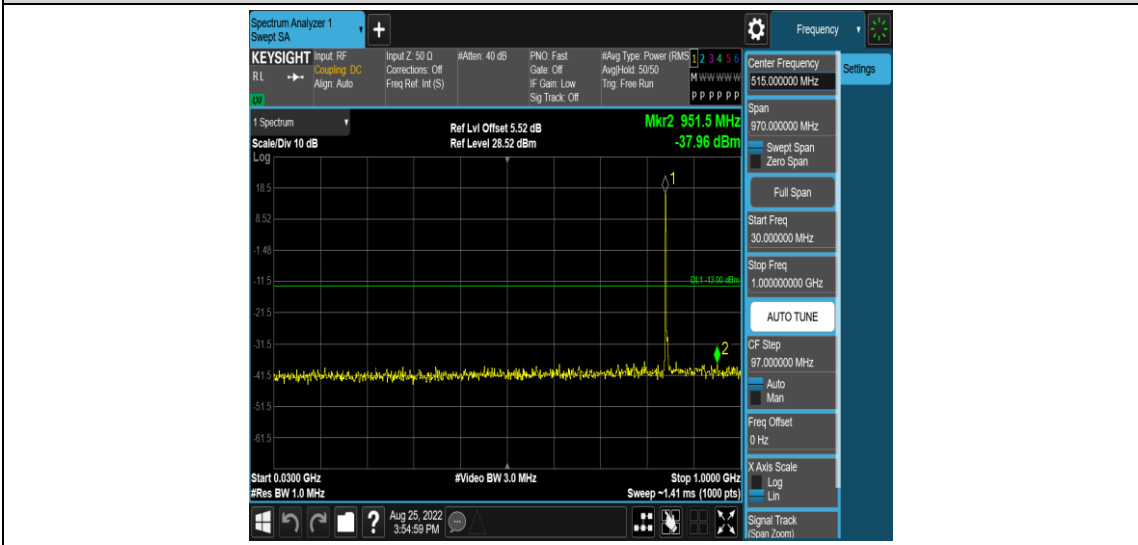 Spectrum Analyzer 1
Swept SA
+
Frequency
KEYSIGHT
Input: RF
Input Z: 50 Ω
#Atten: 40 dB
PNO: Fast
#Avg Type: Power (RMS
1 2 3 4 5 6
R L
Coupling: DC
Corrections: Off
Gate: Off
Avg|Hold: 50/50
M W W W W W
Align: Auto
Freq Ref: Int (S)
IF Gain: Low
Trig: Free Run
Sig Track: Off
P P P P P P
LXI
Center Frequency
515.000000 MHz
Settings
Span
970.000000 MHz
Swept Span
Zero Span
Full Span
Start Freq
30.000000 MHz
Stop Freq
1.000000000 GHz
AUTO TUNE
CF Step
97.000000 MHz
Auto
Man
Freq Offset
0 Hz
X Axis Scale
Log
Lin
Signal Track
(Span Zoom)
1 Spectrum
Scale/Div 10 dB
Ref Lvl Offset 5.52 dB
Ref Level 28.52 dBm
Mkr2 951.5 MHz
-37.96 dBm
Log
1
18.5
8.52
-1.48
-11.5
DL1 -13.00 dBm
-21.5
-31.5
2
-41.5
-51.5
-61.5
Start 0.0300 GHz
#Video BW 3.0 MHz
Stop 1.0000 GHz
#Res BW 1.0 MHz
Sweep ~1.41 ms (1000 pts)
?
Aug 25, 2022
3:54:59 PM